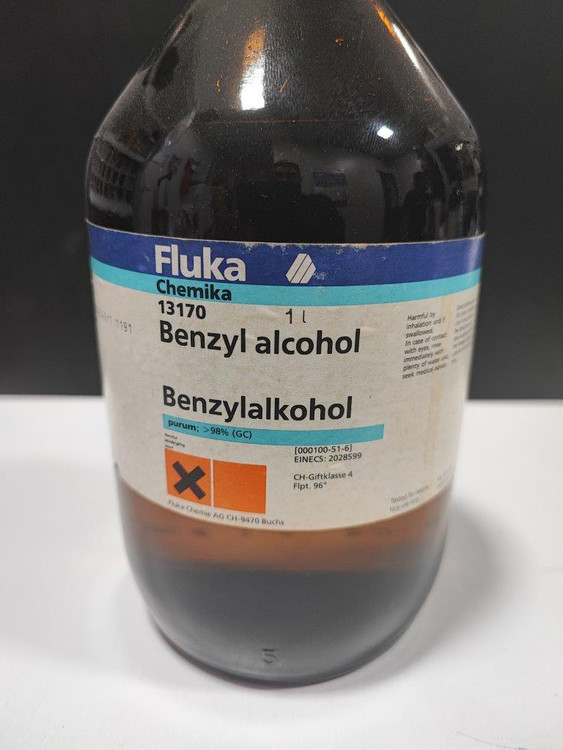 Fluka
Chemika
13170
1 l
Benzyl alcohol
Benzylalkohol
purum; >98% (GC)
[000100-51-6]
EINECS: 2028599
CH-Giftklasse 4
Flpt. 96°
Fluka Chemie AG CH-9470 Buchs
Harmful by
inhalation and if
swallowed.
In case of contact
with eyes, rinse
immediately with
plenty of water and
seek medical
5